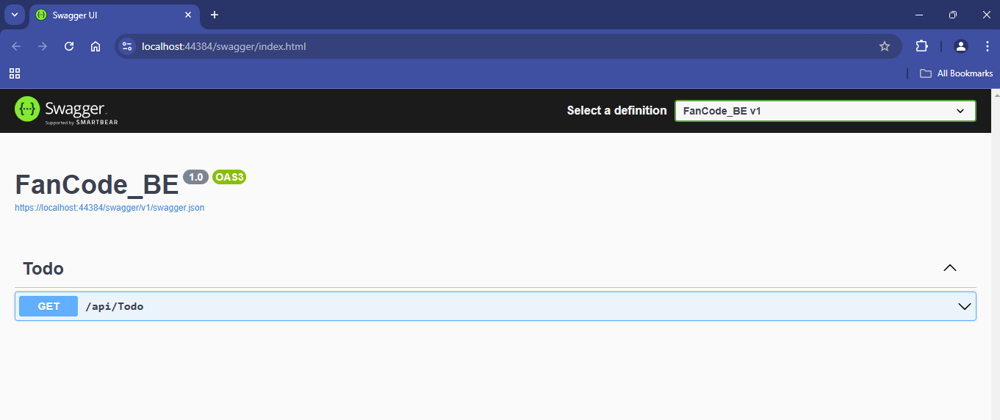 Swagger UI
localhost:44384/swagger/index.html
All Bookmarks
Swagger.
Supported by SMARTBEAR
Select a definition
FanCode_BE v1
FanCode_BE 1.0 OAS3
https://localhost:44384/swagger/v1/swagger.json
Todo
GET /api/Todo